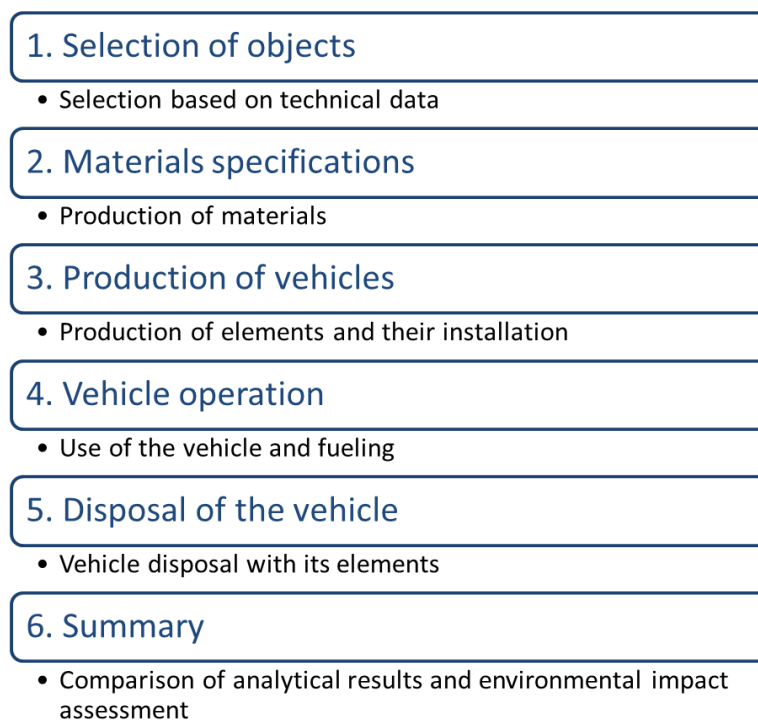 1. Selection of objects
• Selection based on technical data
2. Materials specifications
• Production of materials
3. Production of vehicles
• Production of elements and their installation
4. Vehicle operation
• Use of the vehicle and fueling
5. Disposal of the vehicle
• Vehicle disposal with its elements
6. Summary
• Comparison of analytical results and environmental impact
assessment